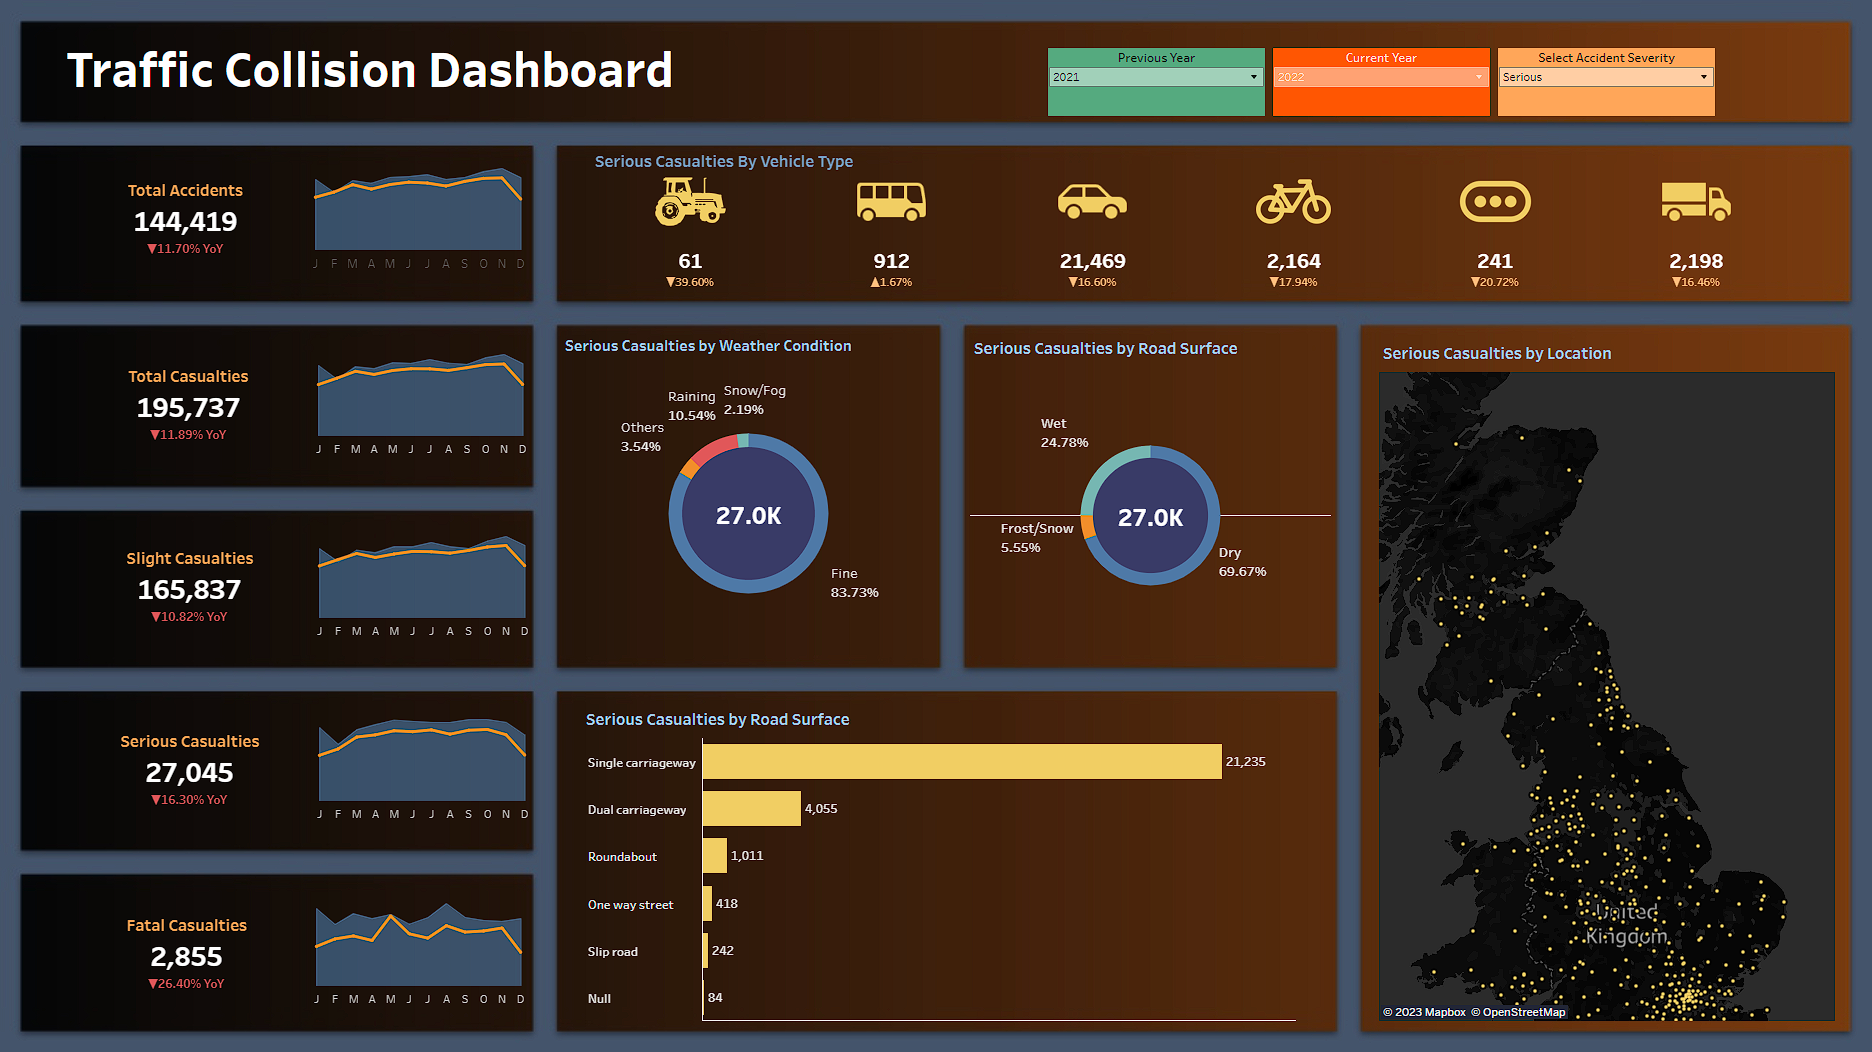 Traffic Collision Dashboard
Previous Year
2021
Current Year
2022
Select Accident Severity
Serious
Total Accidents
144,419
▼11.70% YoY
J F M A M J J A S O N D
Serious Casualties By Vehicle Type
61
▼39.60%
912
▲1.67%
21,469
▼16.60%
2,164
▼17.94%
241
▼20.72%
2,198
▼16.46%
Total Casualties
195,737
▼11.89% YoY
J F M A M J J A S O N D
Slight Casualties
165,837
▼10.82% YoY
J F M A M J J A S O N D
Serious Casualties
27,045
▼16.30% YoY
J F M A M J J A S O N D
Fatal Casualties
2,855
▼26.40% YoY
J F M A M J J A S O N D
Serious Casualties by Weather Condition
Raining
10.54%
Snow/Fog
2.19%
Others
3.54%
27.0K
Fine
83.73%
Serious Casualties by Road Surface
Wet
24.78%
27.0K
Frost/Snow
5.55%
Dry
69.67%
Serious Casualties by Road Surface
Single carriageway 21,235
Dual carriageway 4,055
Roundabout 1,011
One way street 418
Slip road 242
Null 84
Serious Casualties by Location
United
Kingdom
© 2023 Mapbox © OpenStreetMap